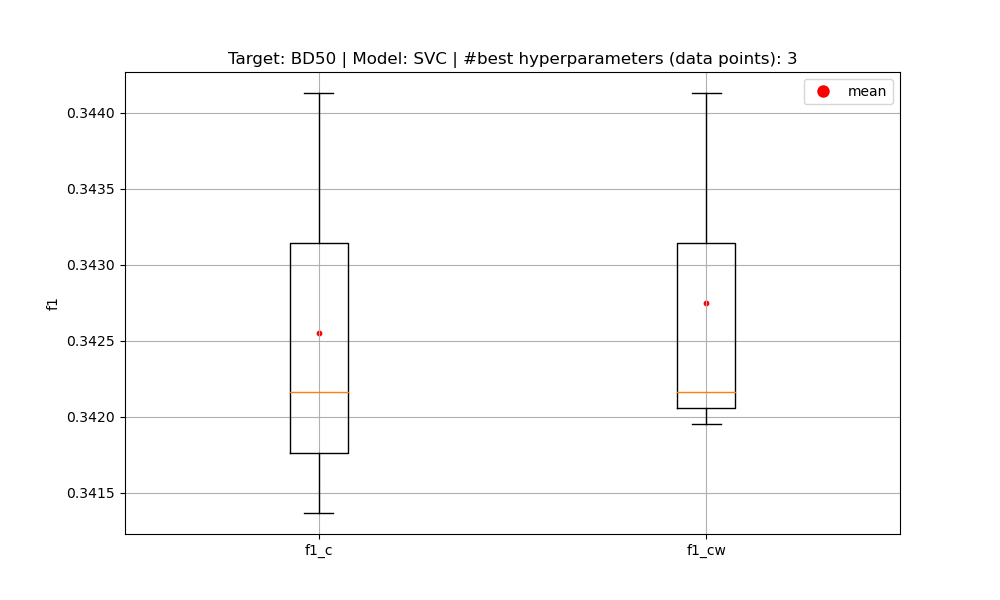 Target: BD50 | Model: SVC | #best hyperparameters (data points): 3
mean
0.3440
0.3435
0.3430
0.3425
0.3420
0.3415
f1
f1_c
f1_cw